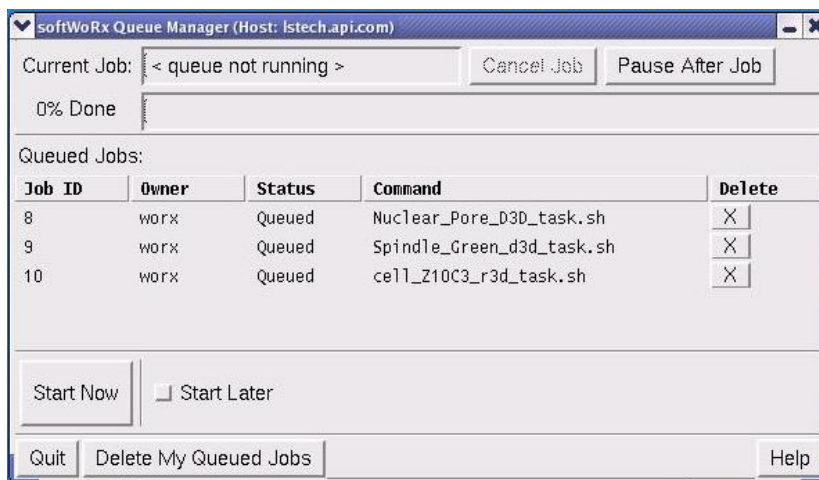 softWoRx Queue Manager (Host: lstech.api.com)
Current Job: < queue not running > Cancel Job Pause After Job
0% Done
Queued Jobs:
Job ID Owner Status Command Delete
8 worx Queued Nuclear_Pore_D3D_task.sh X
9 worx Queued Spindle_Green_d3d_task.sh X
10 worx Queued cell_Z10C3_r3d_task.sh X
Start Now Start Later
Quit Delete My Queued Jobs Help